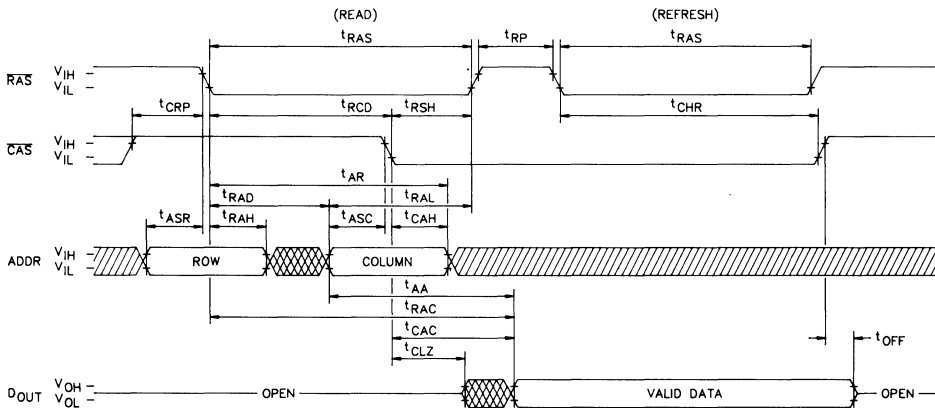 (READ) (REFRESH)
tRAS tRP tRAS
RAS VIH VIL
tCRP tRCD tRSH tCHR
CAS VIH VIL
tAR
tRAD tRAL
tASR tRAH tASC tCAH
ADDR VIH VIL ROW COLUMN
tAA
tRAC
tCAC tOFF
tCLZ
DOUT VOH VOL OPEN VALID DATA OPEN